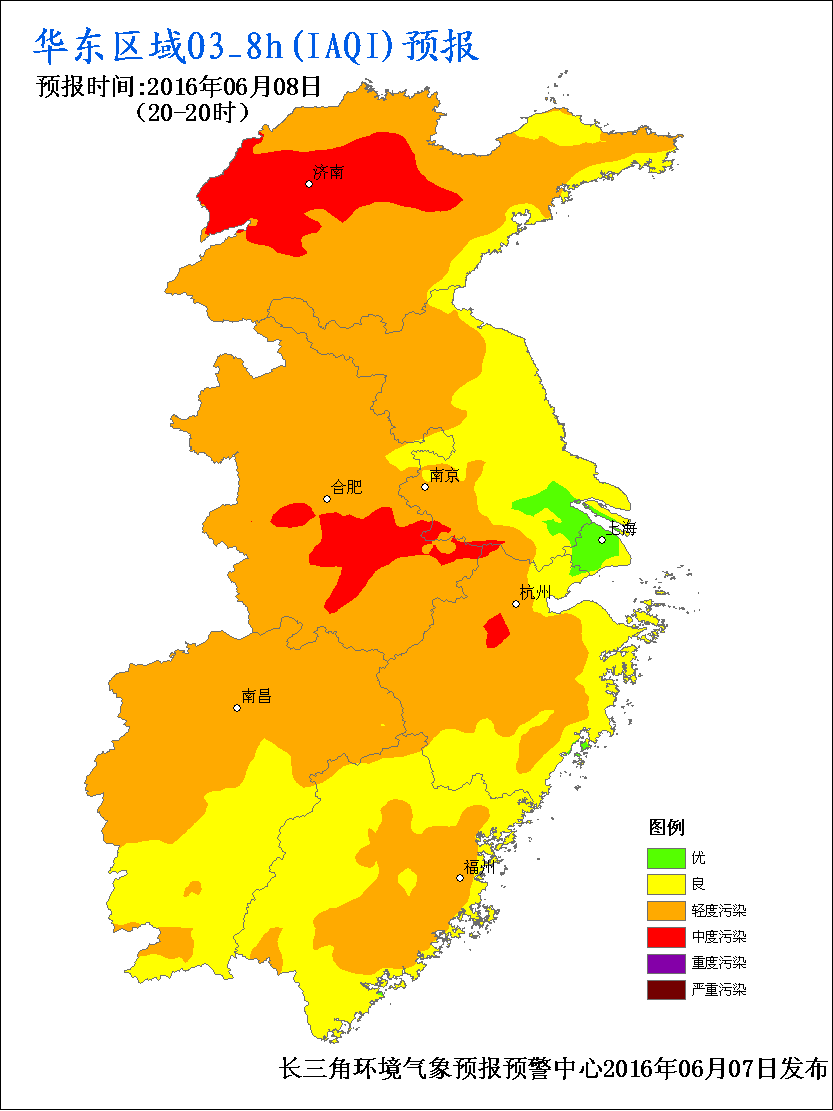 华东区域O3_8h(IAQI)预报
预报时间:2016年06月08日
(20-20时)
济南
南京
合肥
上海
杭州
南昌
福州
图例
优
良
轻度污染
中度污染
重度污染
严重污染
长三角环境气象预报预警中心2016年06月07日发布